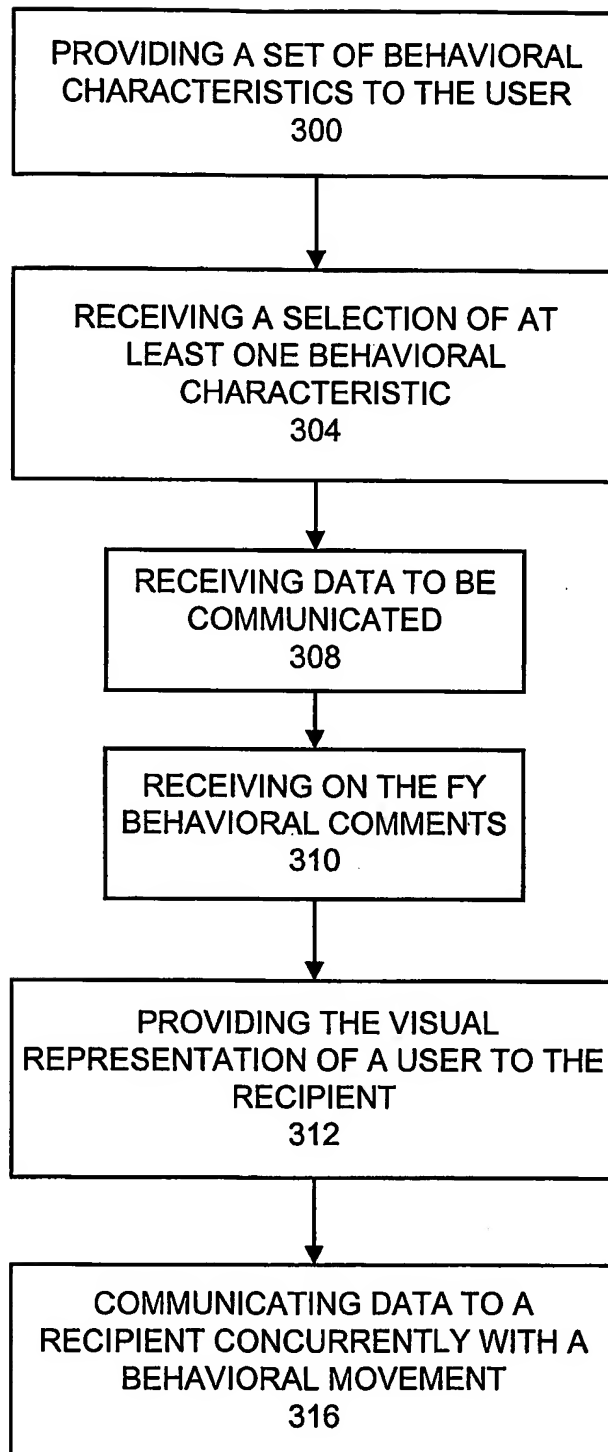 PROVIDING A SET OF BEHAVIORAL
CHARACTERISTICS TO THE USER
300
RECEIVING A SELECTION OF AT
LEAST ONE BEHAVIORAL
CHARACTERISTIC
304
RECEIVING DATA TO BE
COMMUNICATED
308
RECEIVING ON THE FY
BEHAVIORAL COMMENTS
310
PROVIDING THE VISUAL
REPRESENTATION OF A USER TO THE
RECIPIENT
312
COMMUNICATING DATA TO A
RECIPIENT CONCURRENTLY WITH A
BEHAVIORAL MOVEMENT
316